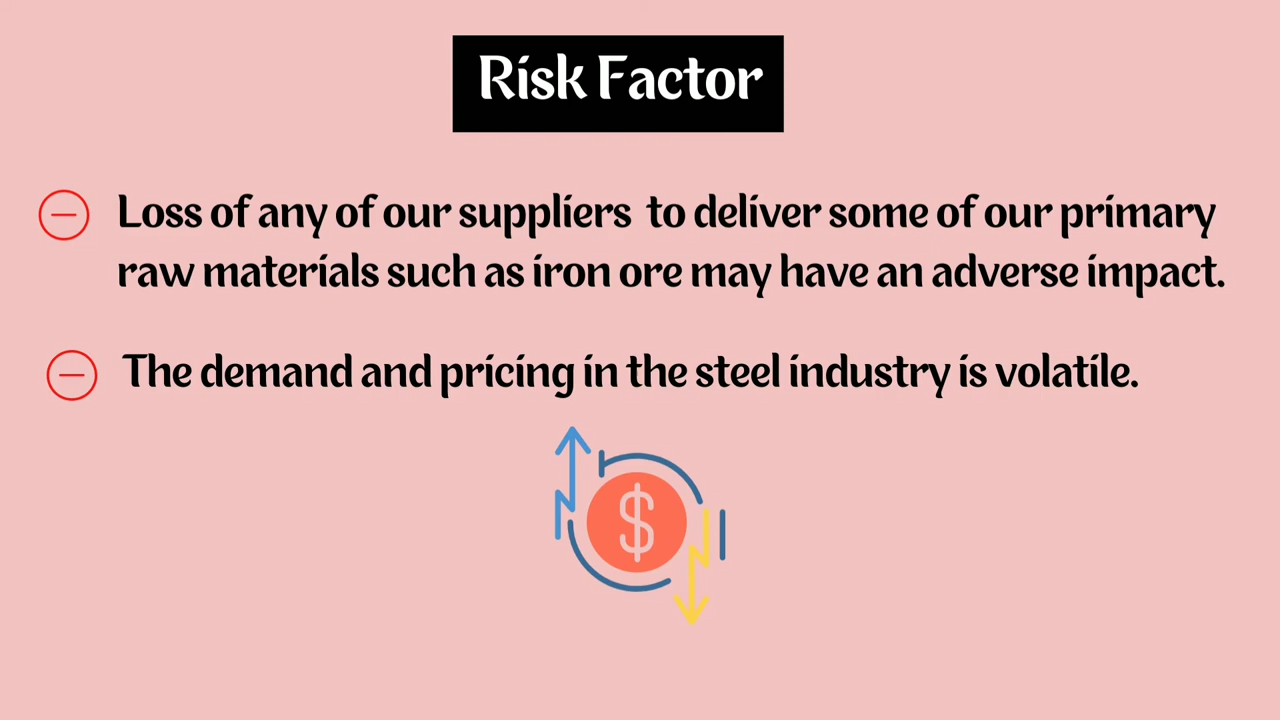 Risk Factor
Loss of any of our suppliers to deliver some of our primary
raw materials such as iron ore may have an adverse impact.
The demand and pricing in the steel industry is volatile.
$